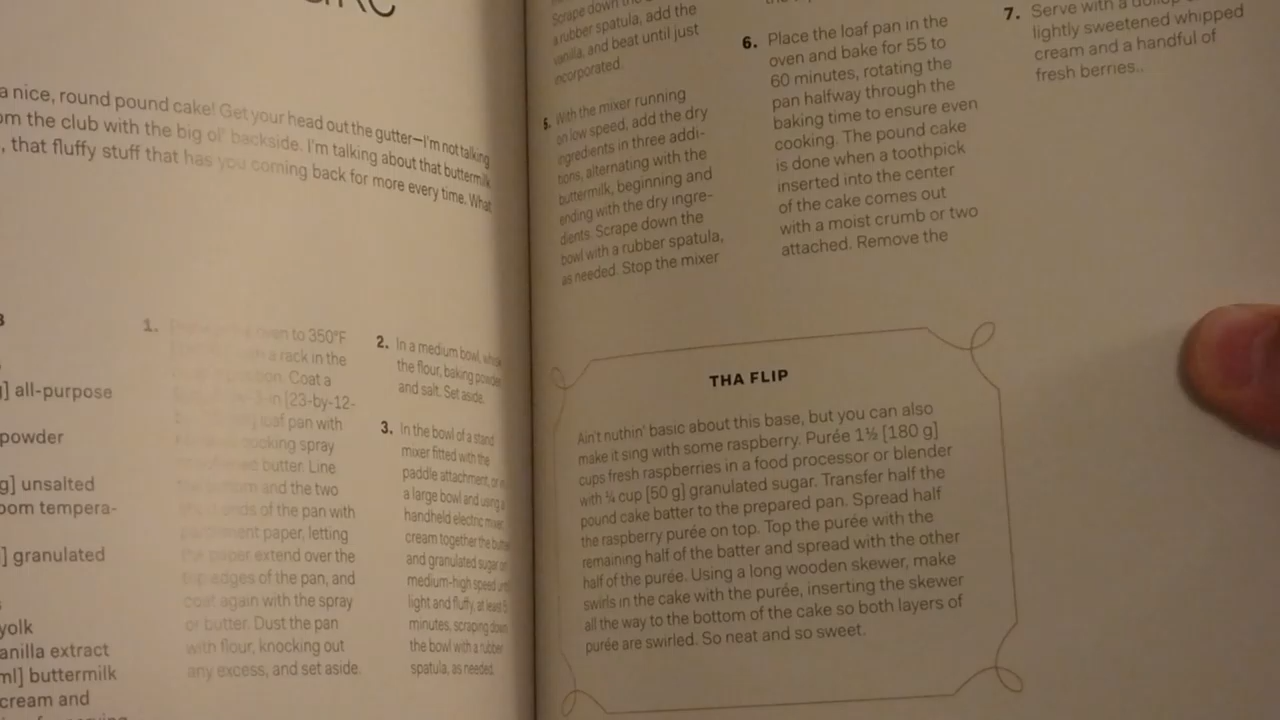 a nice, round pound cake! Get your head out the gutter—I'm not talking
om the club with the big ol' backside. I'm talking about that buttermilk
, that fluffy stuff that has you coming back for more every time. What
g] all-purpose
powder
g] unsalted
oom tempera-
] granulated
yolk
anilla extract
ml] buttermilk
cream and
1. oven to 350°F
a rack in the
Coat a
in [23-by-12-
loaf pan with
cooking spray
butter. Line
and the two
ends of the pan with
parchment paper, letting
the paper extend over the
top edges of the pan, and
coat again with the spray
or butter. Dust the pan
with flour, knocking out
any excess, and set aside.
2. In a medium bowl, whisk
the flour, baking powder
and salt. Set aside.
3. In the bowl of a stand
mixer fitted with the
paddle attachment, or in
a large bowl and using a
handheld electric mixer,
cream together the butter
and granulated sugar on
medium-high speed until
light and fluffy, at least 5
minutes, scraping down
the bowl with a rubber
spatula, as needed.
Scrape down the
a rubber spatula, add the
vanilla, and beat until just
incorporated.
5. With the mixer running
on low speed, add the dry
ingredients in three addi-
tions, alternating with the
buttermilk, beginning and
ending with the dry ingre-
dients. Scrape down the
bowl with a rubber spatula,
as needed. Stop the mixer
6. Place the loaf pan in the
oven and bake for 55 to
60 minutes, rotating the
pan halfway through the
baking time to ensure even
cooking. The pound cake
is done when a toothpick
inserted into the center
of the cake comes out
with a moist crumb or two
attached. Remove the
7. Serve with a dollop
lightly sweetened whipped
cream and a handful of
fresh berries..
THA FLIP
Ain't nuthin' basic about this base, but you can also
make it sing with some raspberry. Purée 1½ [180 g]
cups fresh raspberries in a food processor or blender
with ¼ cup [50 g] granulated sugar. Transfer half the
pound cake batter to the prepared pan. Spread half
the raspberry purée on top. Top the purée with the
remaining half of the batter and spread with the other
half of the purée. Using a long wooden skewer, make
swirls in the cake with the purée, inserting the skewer
all the way to the bottom of the cake so both layers of
purée are swirled. So neat and so sweet.